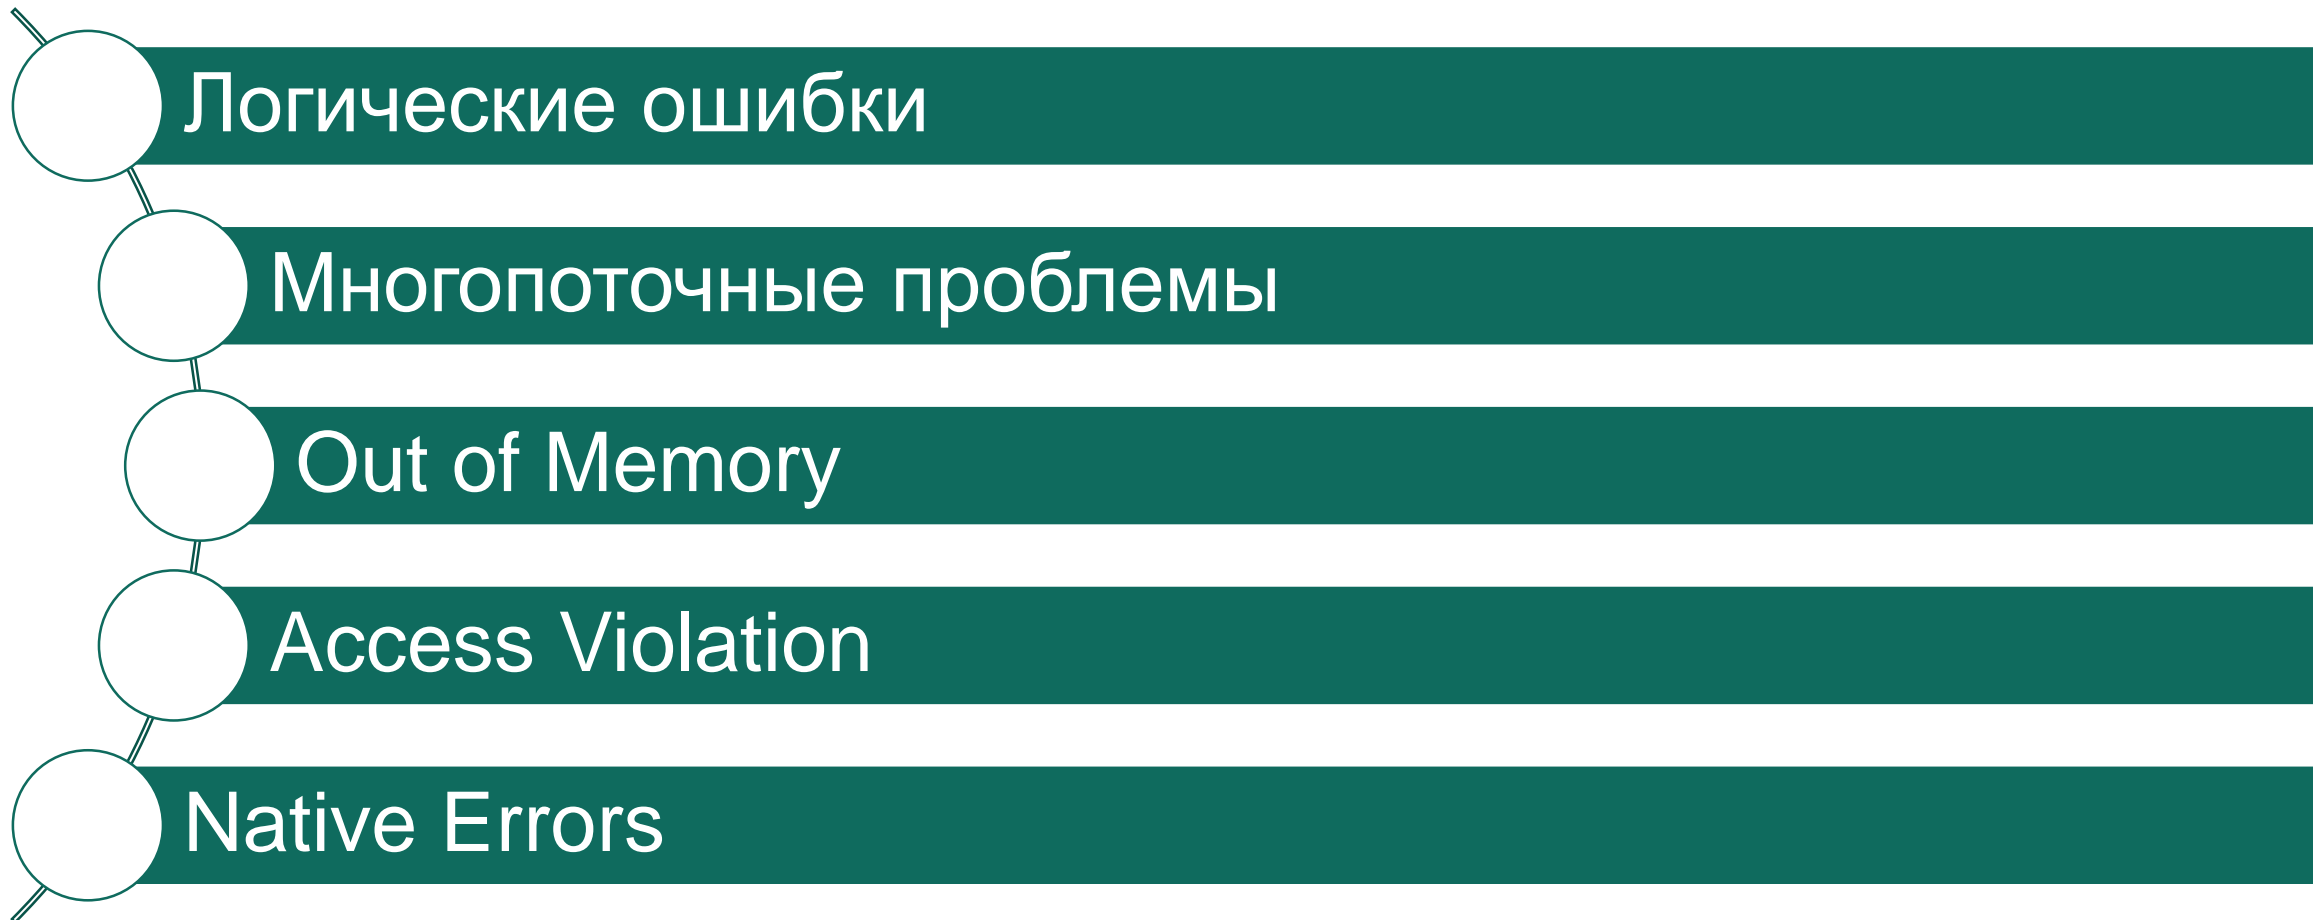 Логические ошибки
Многопоточные проблемы
Out of Memory
Access Violation
Native Errors